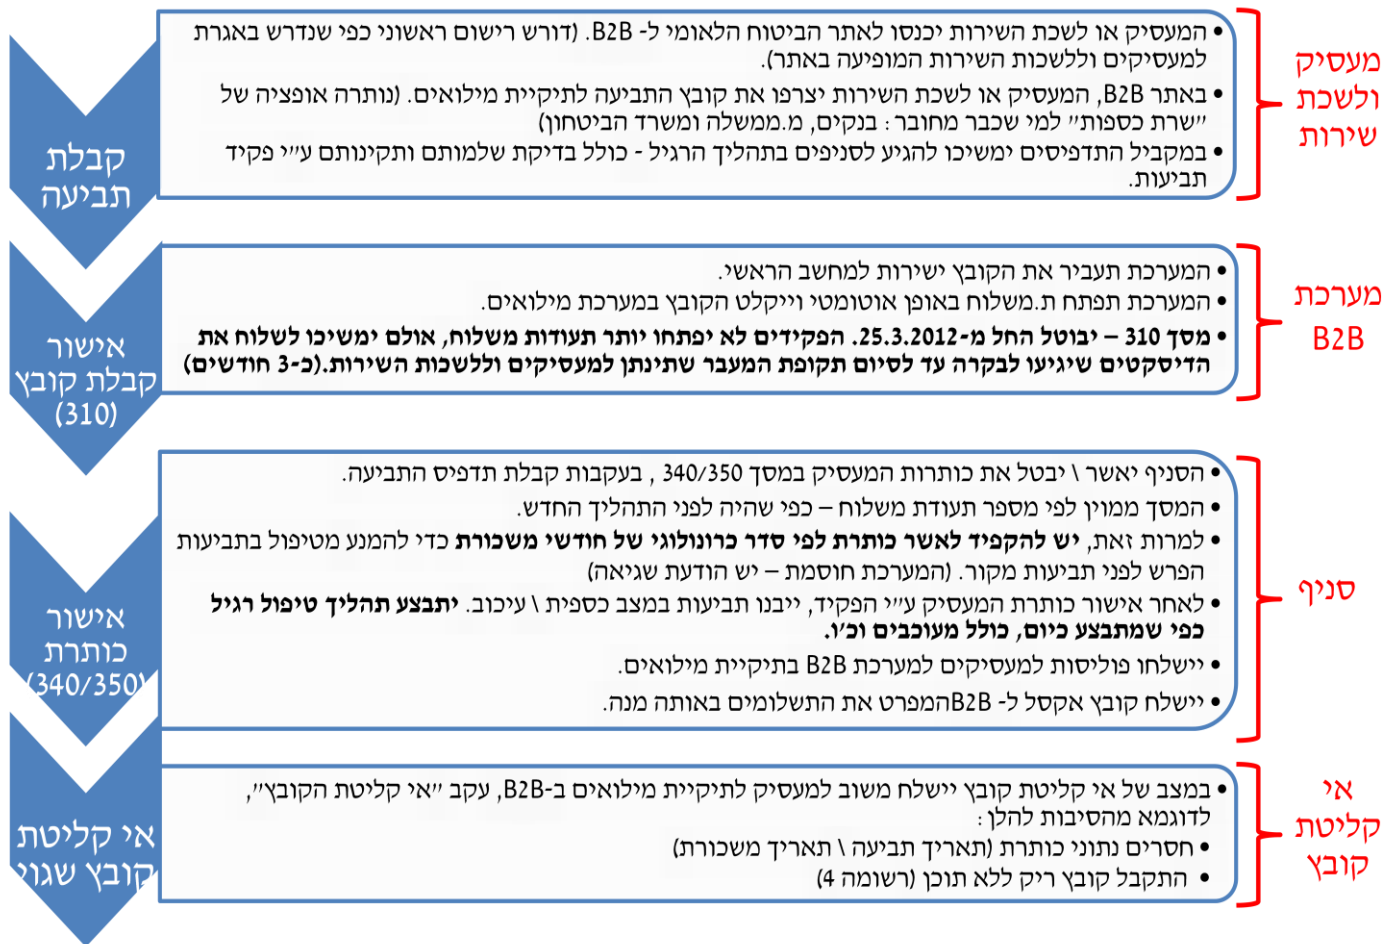 מעסיק
ולשכת
שירות
• המעסיק או לשכת השירות יכנסו לאתר הביטוח הלאומי ל- B2B. (דורש רישום ראשוני כפי שנדרש באגרת
למעסיקים וללשכות השירות המופיעה באתר).
• באתר B2B, המעסיק או לשכת השירות יצרפו את קובץ התביעה לתיקיית מילואים. (נותרה אופציה של
"שרת כספות" למי שכבר מחובר: בנקים, מ.ממשלה ומשרד הביטחון)
• במקביל התדפיסים ימשיכו להגיע לסניפים בתהליך הרגיל - כולל בדיקת שלמותם ותקינותם ע"י פקיד
תביעות.
קבלת
תביעה
מערכת
B2B
• המערכת תעביר את הקובץ ישירות למחשב הראשי.
• המערכת תפתח ת.משלוח באופן אוטומטי וייקלט הקובץ במערכת מילואים.
• מסך 310 – יבוטל החל מ-25.3.2012. הפקידים לא יפתחו יותר תעודות משלוח, אולם ימשיכו לשלוח את
הדיסקטים שיגיעו לבקרה עד לסיום תקופת המעבר שתינתן למעסיקים וללשכות השירות.(כ-3 חודשים)
אישור
קבלת קובץ
(310)
סניף
• הסניף יאשר \ יבטל את כותרות המעסיק במסך 340/350 , בעקבות קבלת תדפיס התביעה.
• המסך ממוין לפי מספר תעודת משלוח – כפי שהיה לפני התהליך החדש.
• למרות זאת, יש להקפיד לאשר כותרת לפי סדר כרונולוגי של חודשי משכורת כדי להמנע מטיפול בתביעות
הפרש לפני תביעות מקור. (המערכת חוסמת – יש הודעת שגיאה)
• לאחר אישור כותרת המעסיק ע"י הפקיד, ייבנו תביעות במצב כספית \ עיכוב. יתבצע תהליך טיפול רגיל
כפי שמתבצע כיום, כולל מעוכבים וכ'ו.
• יישלחו פוליסות למעסיקים למערכת B2B בתיקיית מילואים.
• יישלח קובץ אקסל ל- B2Bהמפרט את התשלומים באותה מנה.
אישור
כותרת
(340/350)
אי
קליטת
קובץ
• במצב של אי קליטת קובץ יישלח משוב למעסיק לתיקיית מילואים ב-B2B, עקב "אי קליטת הקובץ",
לדוגמא מהסיבות להלן:
• חסרים נתוני כותרת (תאריך תביעה \ תאריך משכורת)
• התקבל קובץ ריק ללא תוכן (רשומה 4)
אי קליטת
קובץ שגוי